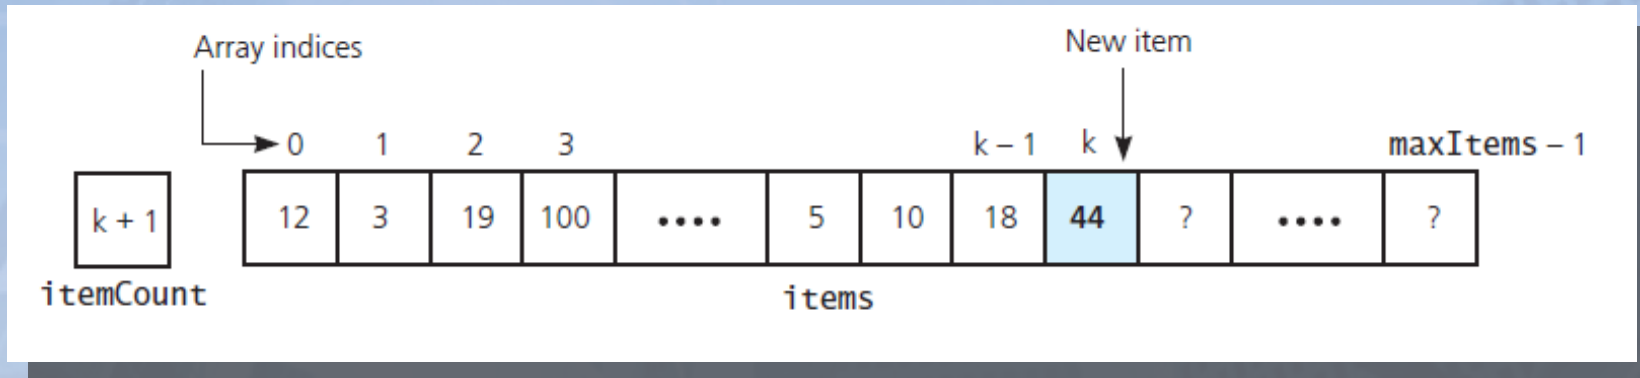 Array indices
New item
0 1 2 3 k – 1 k maxItems – 1
k + 1 12 3 19 100 •••• 5 10 18 44 ? •••• ?
itemCount
items